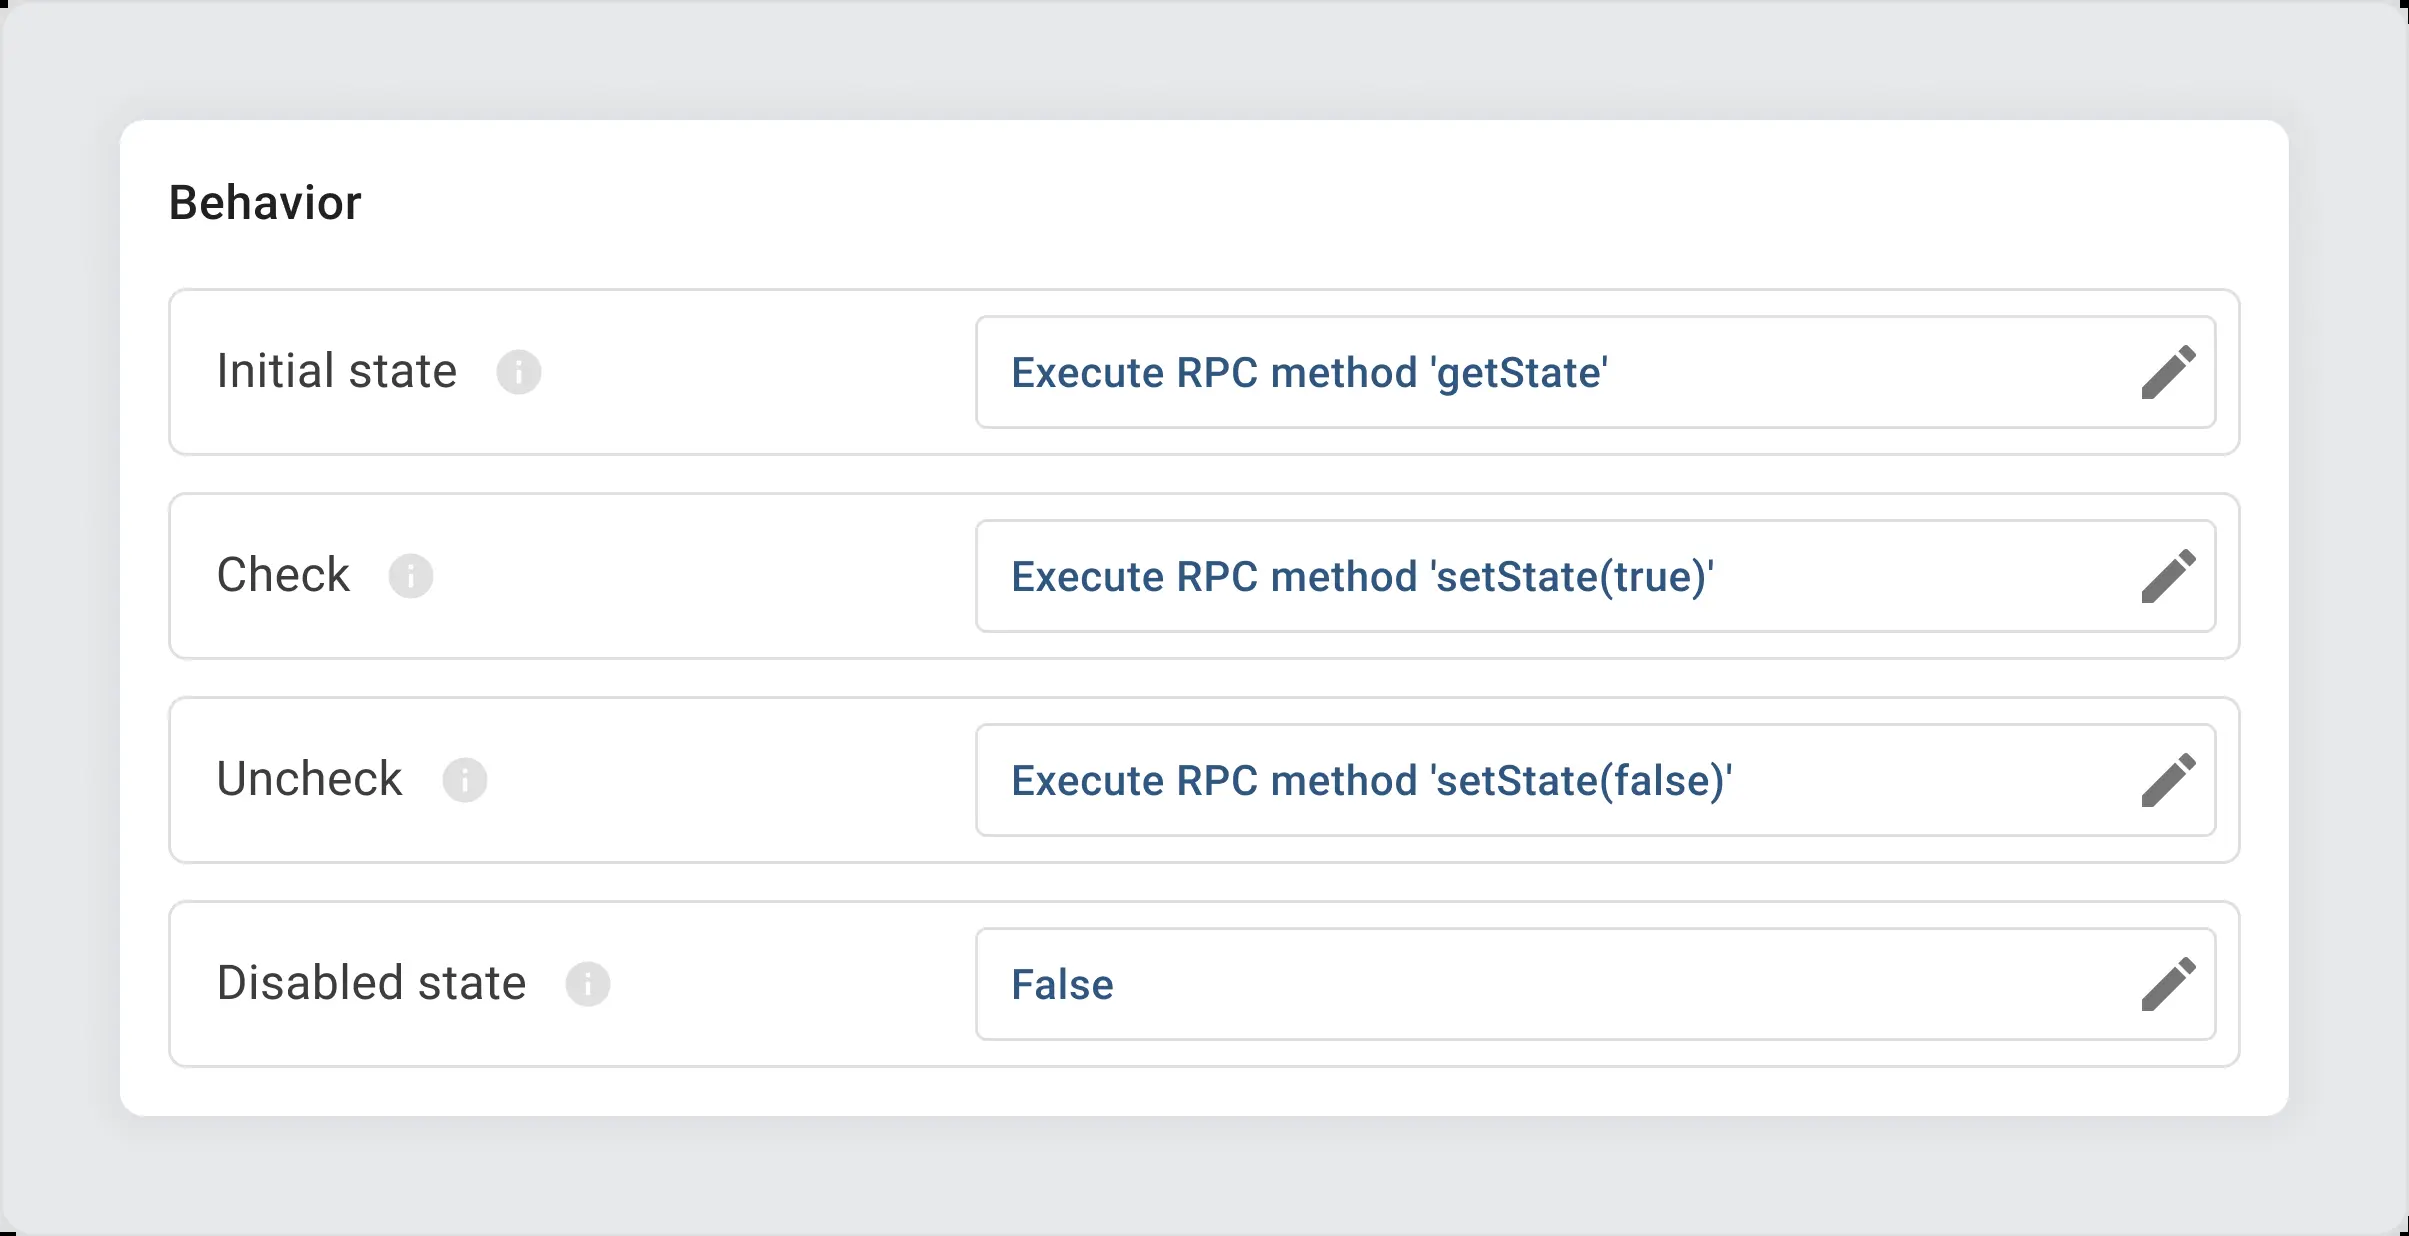 Behavior
Initial state
Execute RPC method 'getState'
Check
Execute RPC method 'setState(true)'
Uncheck
Execute RPC method 'setState(false)'
Disabled state
False